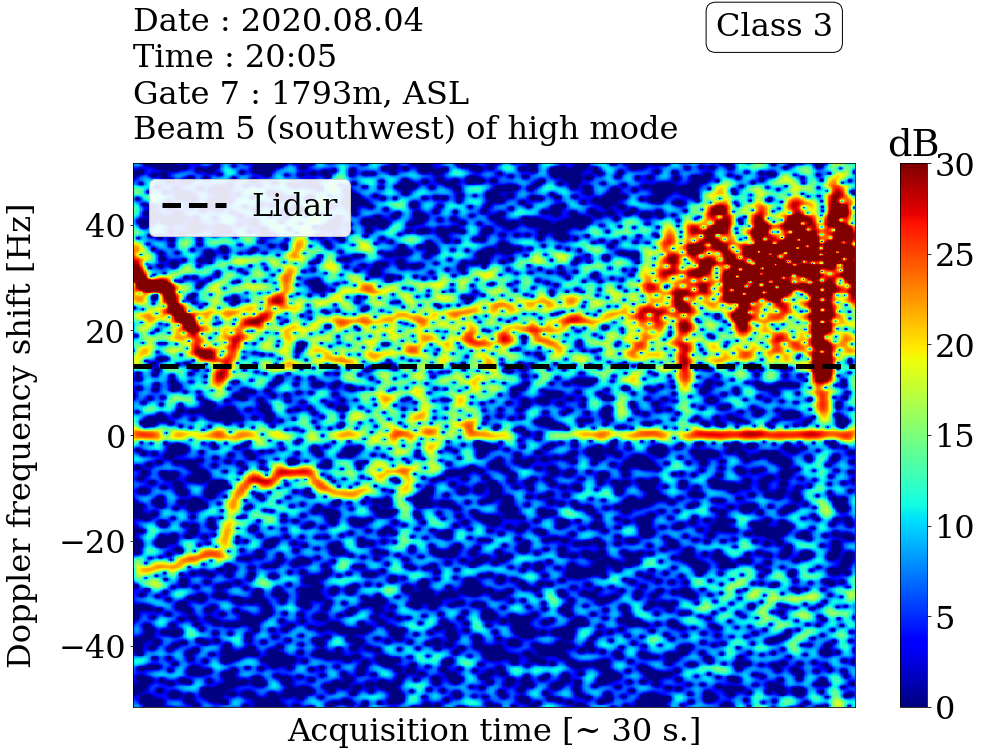 Date : 2020.08.04
Time : 20:05
Gate 7 : 1793m, ASL
Beam 5 (southwest) of high mode
Class 3
dB
Lidar
Doppler frequency shift [Hz]
40
20
0
−20
−40
30
25
20
15
10
5
0
Acquisition time [~ 30 s.]